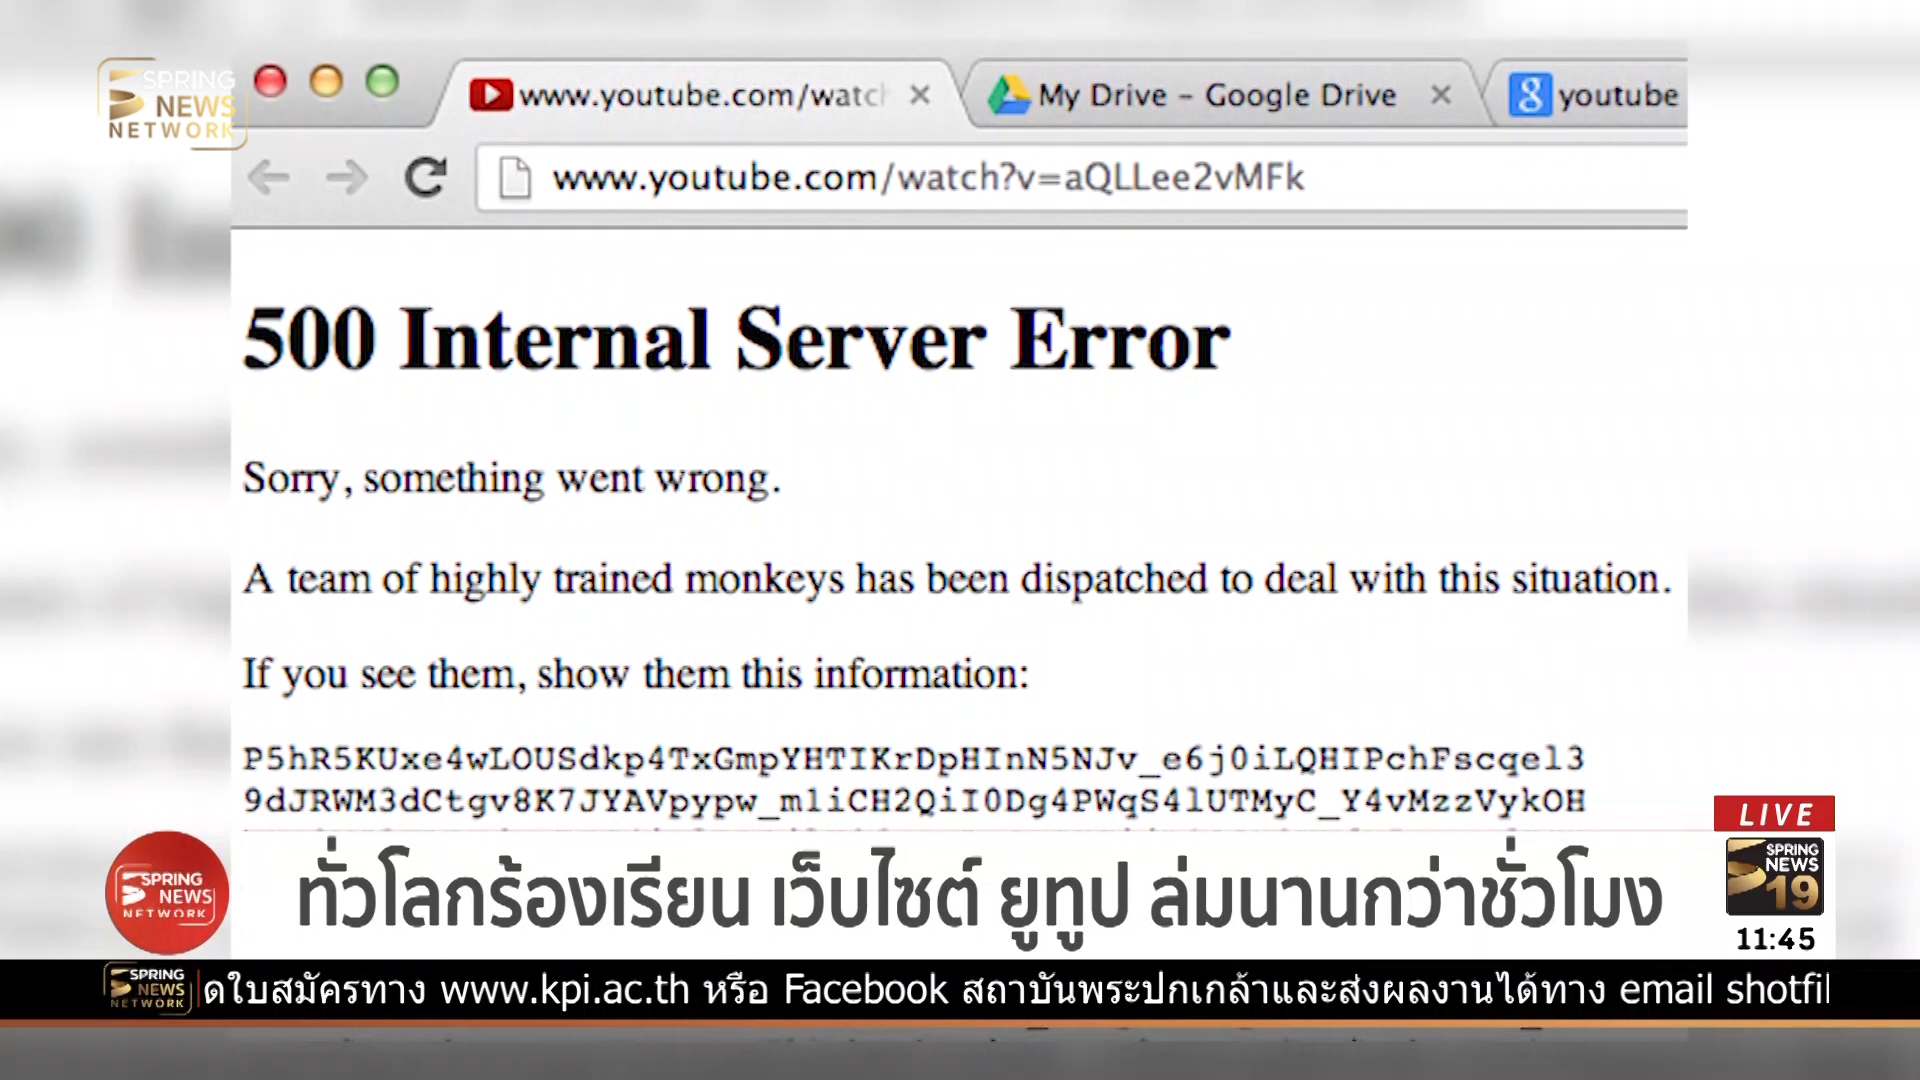 SPRING
NEWS
NETWORK
www.youtube.com/watch
My Drive – Google Drive
youtube
www.youtube.com/watch?v=aQLLee2vMFk
500 Internal Server Error
Sorry, something went wrong.
A team of highly trained monkeys has been dispatched to deal with this situation.
If you see them, show them this information:
P5hR5KUxe4wLOUSdkp4TxGmpYHTIKrDpHInN5NJv_e6j0iLQHIPchFscqel3
9dJRWM3dCtgv8K7JYAVpypw_m1iCH2QiI0Dg4PWqS4lUTMyC_Y4vMzzVykOH
LIVE
SPRING
NEWS
19
11:45
SPRING
NEWS
NETWORK
ทั่วโลกร้องเรียน เว็บไซต์ ยูทูป ล่มนานกว่าชั่วโมง
SPRING
NEWS
NETWORK
ดใบสมัครทาง www.kpi.ac.th หรือ Facebook สถาบันพระปกเกล้าและส่งผลงานได้ทาง email shotfil